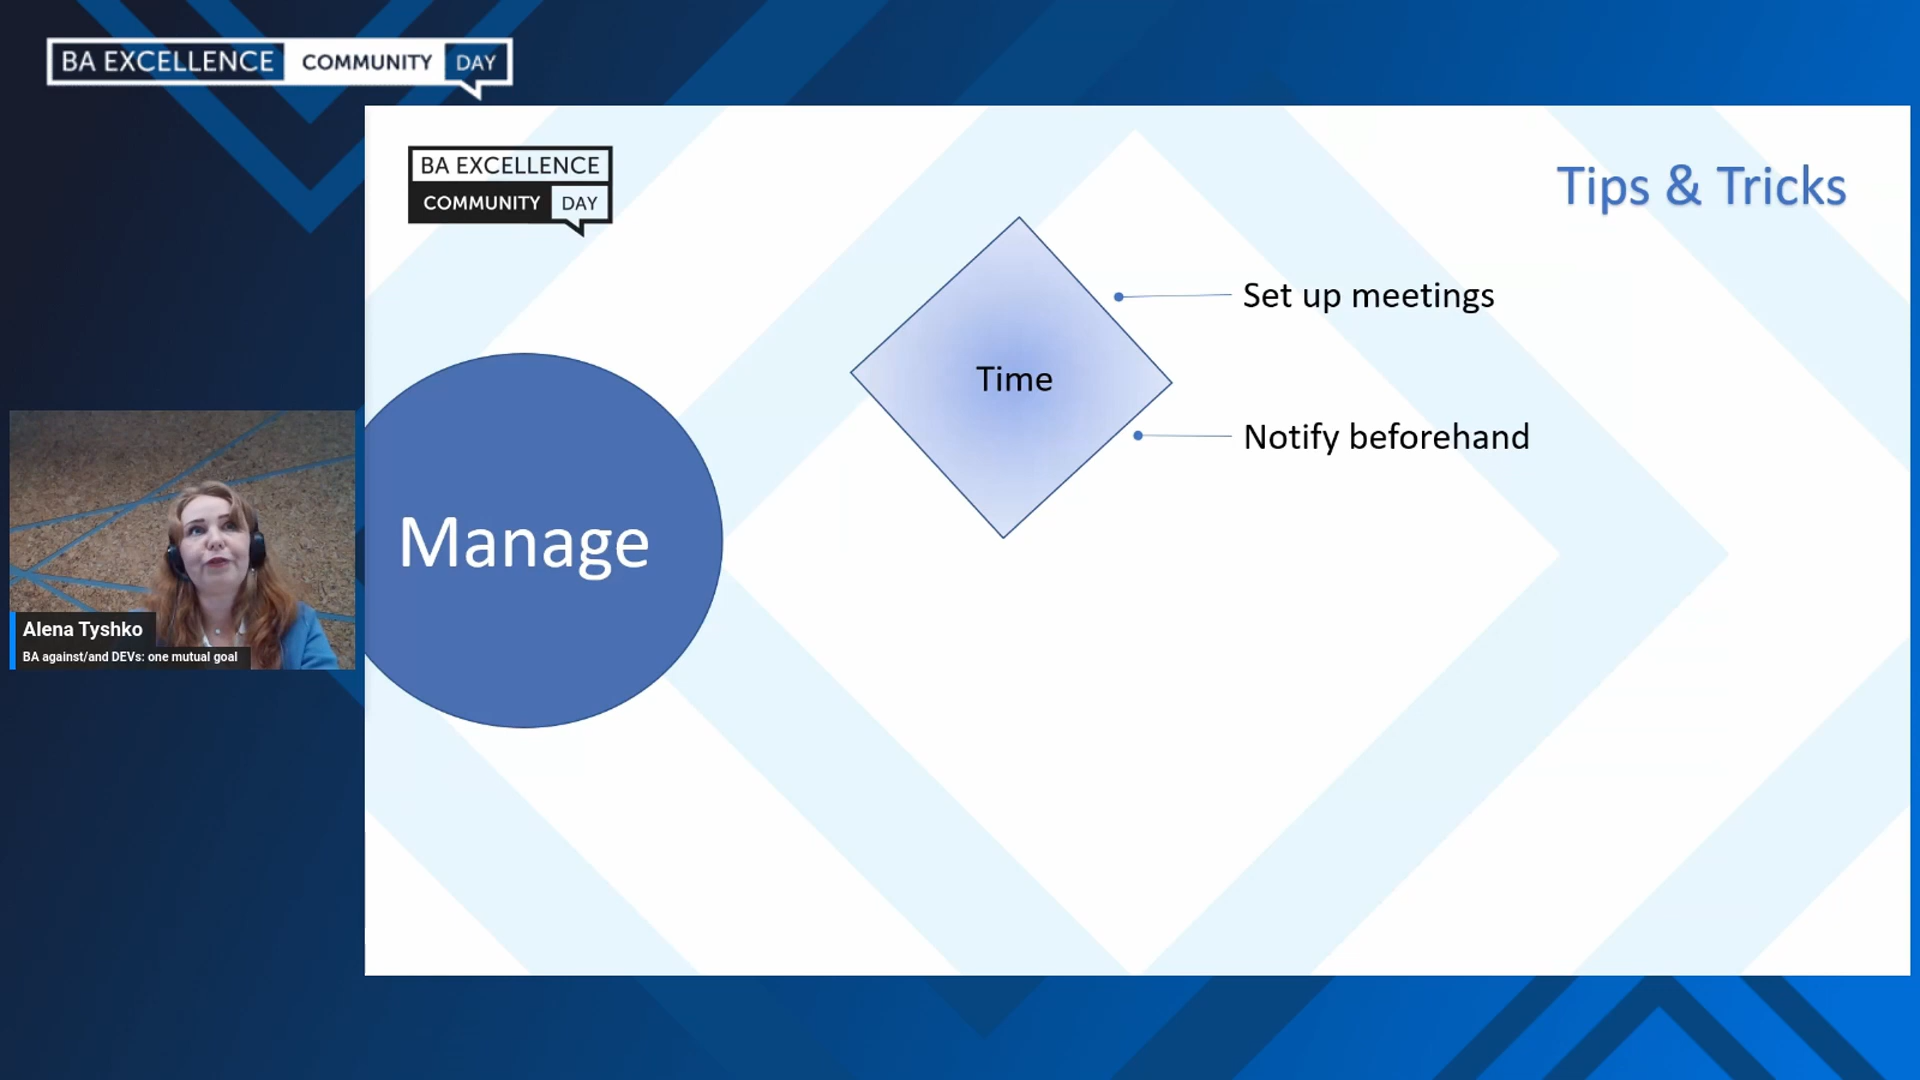 BA EXCELLENCE COMMUNITY DAY
BA EXCELLENCE
COMMUNITY DAY
Tips & Tricks
Set up meetings
Time
Notify beforehand
Manage
Alena Tyshko
BA against/and DEVs: one mutual goal